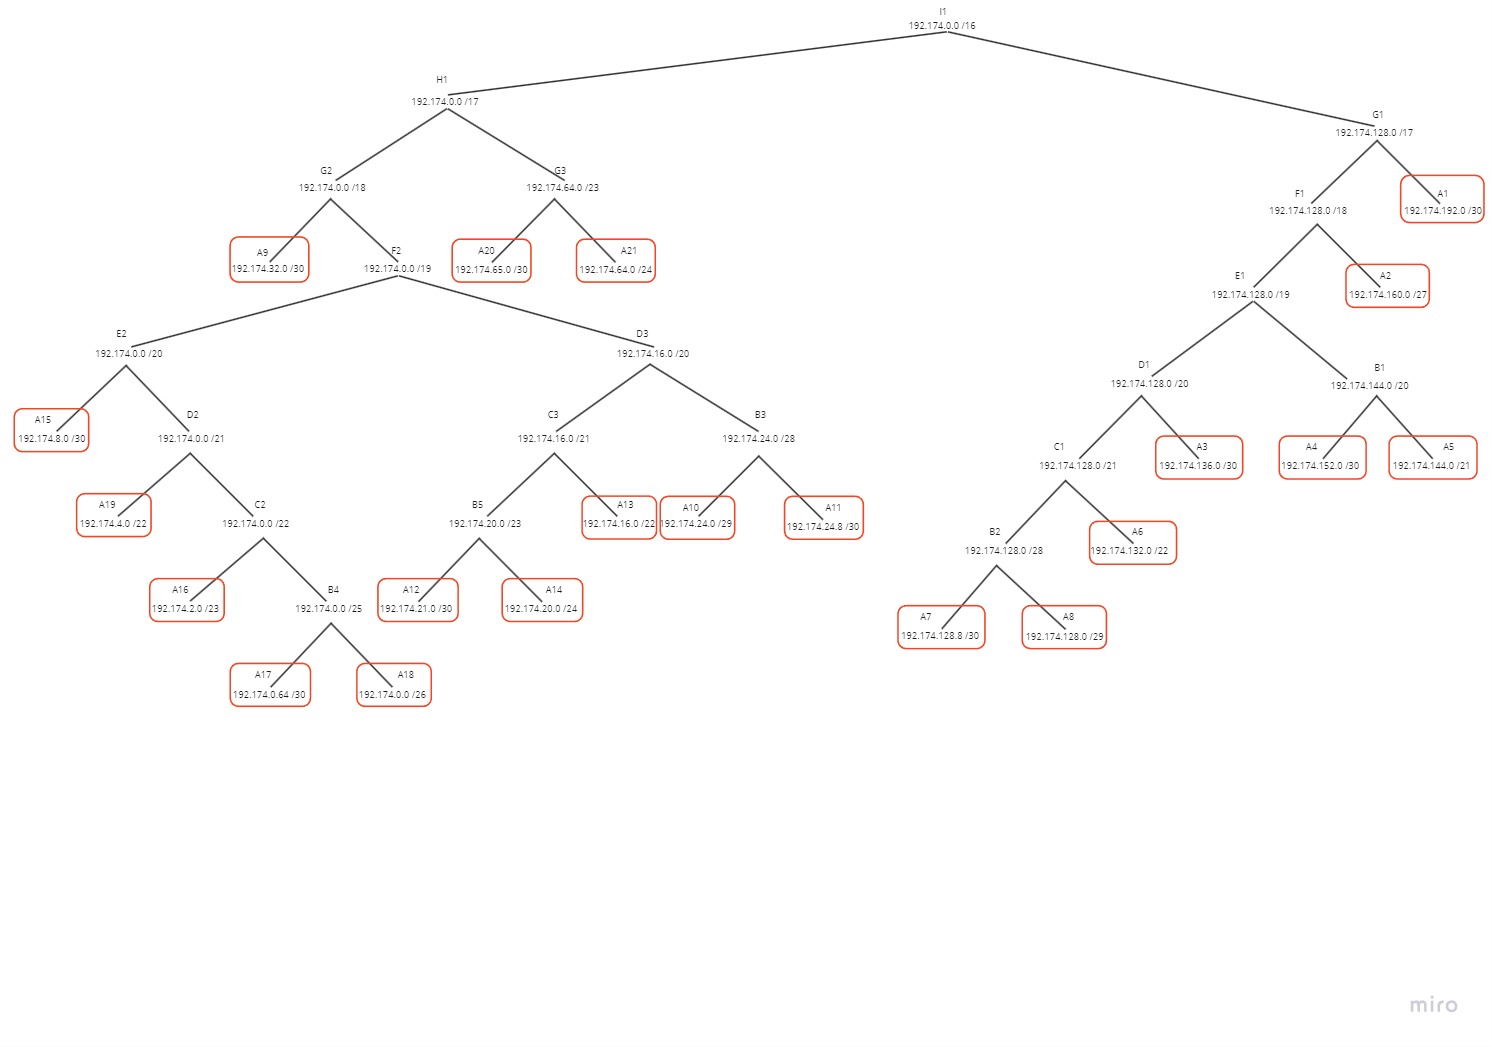 I1
192.174.0.0 /16
H1
192.174.0.0 /17
G1
192.174.128.0 /17
G2
192.174.0.0 /18
G3
192.174.64.0 /23
F1
192.174.128.0 /18
A1
192.174.192.0 /30
A9
192.174.32.0 /30
F2
192.174.0.0 /19
A20
192.174.65.0 /30
A21
192.174.64.0 /24
E1
192.174.128.0 /19
A2
192.174.160.0 /27
E2
192.174.0.0 /20
D3
192.174.16.0 /20
D1
192.174.128.0 /20
B1
192.174.144.0 /20
A15
192.174.8.0 /30
D2
192.174.0.0 /21
C3
192.174.16.0 /21
B3
192.174.24.0 /28
C1
192.174.128.0 /21
A3
192.174.136.0 /30
A4
192.174.152.0 /30
A5
192.174.144.0 /21
A19
192.174.4.0 /22
C2
192.174.0.0 /22
B5
192.174.20.0 /23
A13
192.174.16.0 /22
A10
192.174.24.0 /29
A11
192.174.24.8 /30
B2
192.174.128.0 /28
A6
192.174.132.0 /22
A16
192.174.2.0 /23
B4
192.174.0.0 /25
A12
192.174.21.0 /30
A14
192.174.20.0 /24
A7
192.174.128.8 /30
A8
192.174.128.0 /29
A17
192.174.0.64 /30
A18
192.174.0.0 /26
miro